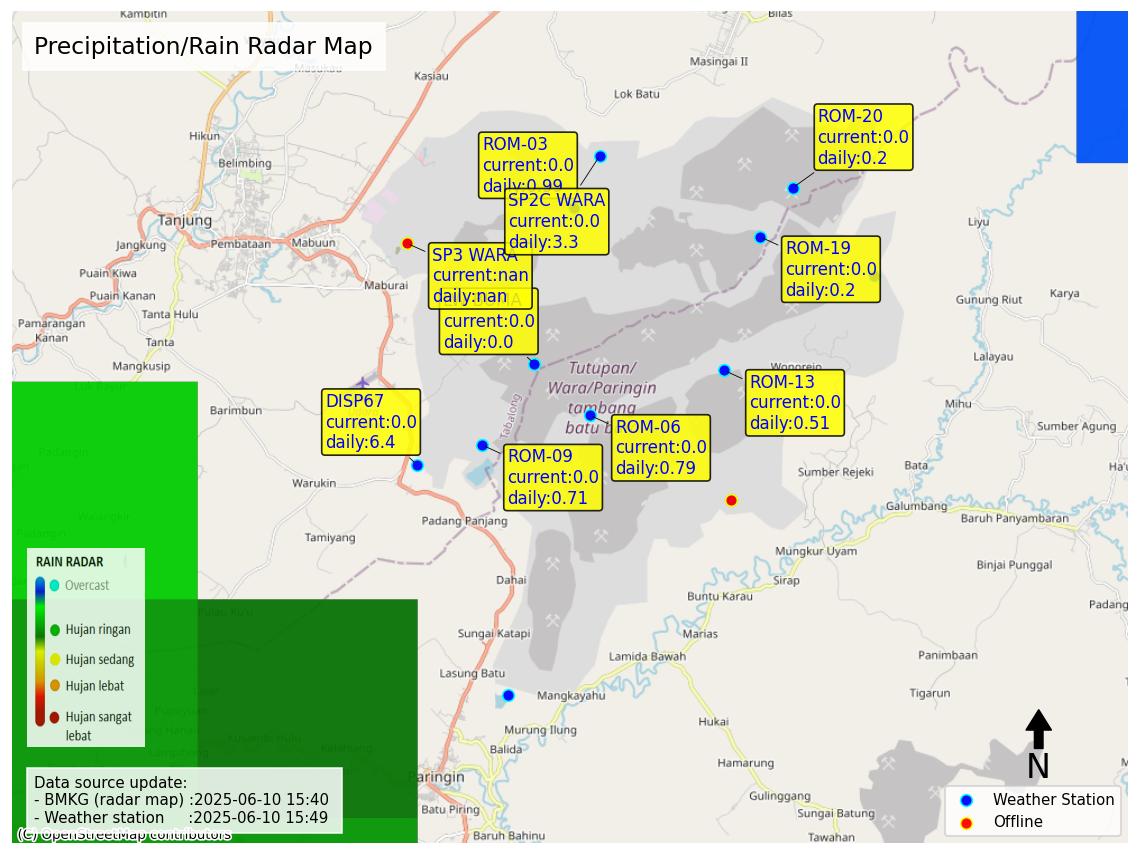 Precipitation/Rain Radar Map
Kambitin
Bilas
Masingai II
Kasiau
Lok Batu
Hikun
Belimbing
ROM-03
current:0.0
daily:0.99
ROM-20
current:0.0
daily:0.2
SP2C WARA
current:0.0
daily:3.3
Tanjung
Jangkung
Pembataan
Mabuun
Liyu
SP3 WARA
current:nan
daily:nan
ROM-19
current:0.0
daily:0.2
Puain Kiwa
Maburai
Puain Kanan
Tanta Hulu
Gunung Riut
Karya
current:0.0
daily:0.0
Pamarangan
Kanan
Tanta
Mangkusip
Lalayau
Tutupan/
Wara/Paringin
tambang
batu b
Wonorejo
ROM-13
current:0.0
daily:0.51
DISP67
current:0.0
daily:6.4
Barimbun
Tabalong
Mihu
ROM-06
current:0.0
daily:0.79
Sumber Agung
ROM-09
current:0.0
daily:0.71
Sumber Rejeki
Bata
Warukin
Galumbang
Baruh Panyambaran
Padang Panjang
Tamiyang
Mungkur Uyam
Binjai Punggal
Dahai
Sirap
Buntu Karau
Padang
RAIN RADAR
Overcast
Hujan ringan
Hujan sedang
Hujan lebat
Hujan sangat
lebat
Sungai Katapi
Marias
Lamida Bawah
Panimbaan
Lasung Batu
Mangkayahu
Tigarun
Murung Ilung
Hukai
Balida
Hamarung
N
Paringin
Gulinggang
Batu Piring
Sungai Batung
Baruh Bahinu
Tawahan
Data source update:
- BMKG (radar map) :2025-06-10 15:40
- Weather station :2025-06-10 15:49
(C) OpenStreetMap contributors
Weather Station
Offline